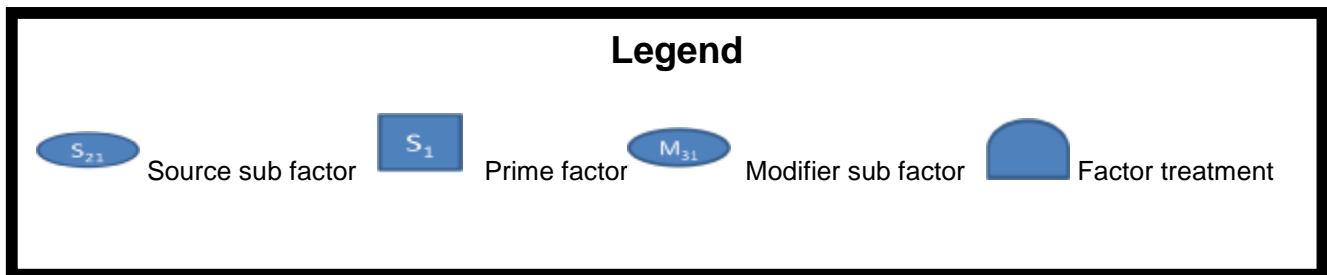 Legend
S₂₁ Source sub factor S₁ Prime factor M₃₁ Modifier sub factor Factor treatment